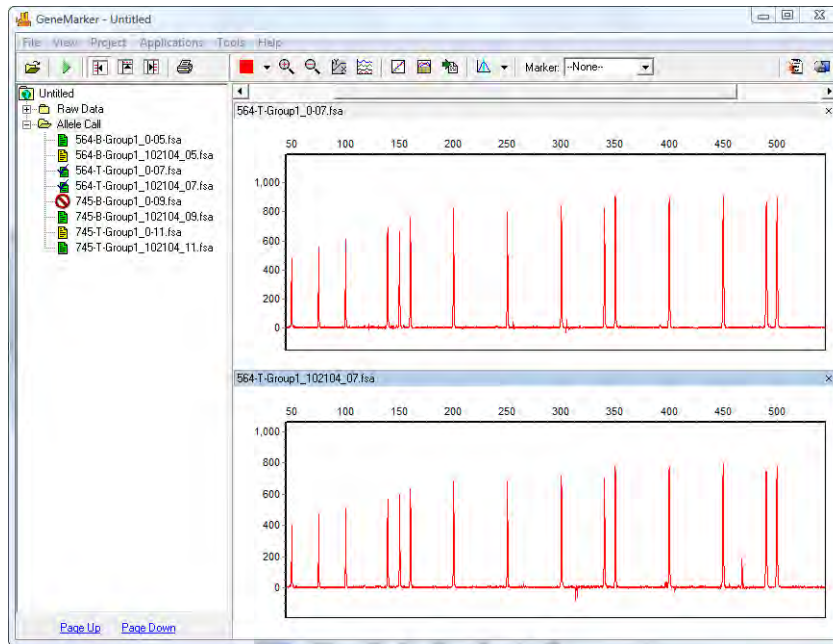 GeneMarker - Untitled
File View Project Applications Tools Help
Marker: --None--
Untitled
Raw Data
Allele Call
564-B-Group1_0-05.fsa
564-B-Group1_102104_05.fsa
564-T-Group1_0-07.fsa
564-T-Group1_102104_07.fsa
745-B-Group1_0-09.fsa
745-B-Group1_102104_09.fsa
745-T-Group1_0-11.fsa
745-T-Group1_102104_11.fsa
Page Up Page Down
564-T-Group1_0-07.fsa
50 100 150 200 250 300 350 400 450 500
1,000
800
600
400
200
0
564-T-Group1_102104_07.fsa
50 100 150 200 250 300 350 400 450 500
1,000
800
600
400
200
0